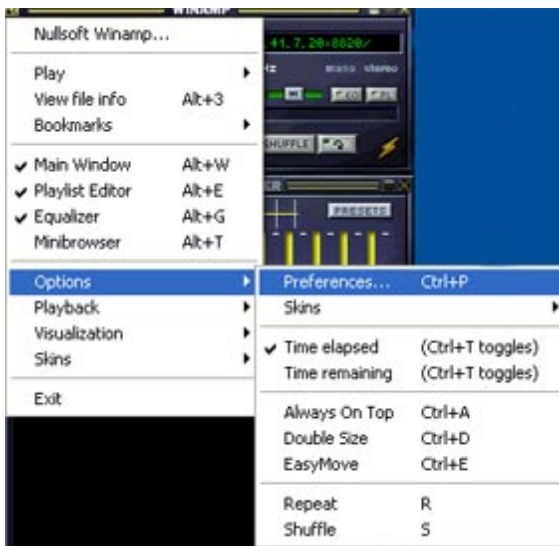 WINAMP
Nullsoft Winamp...
Play
View file info Alt+3
Bookmarks
Main Window Alt+W
Playlist Editor Alt+E
Equalizer Alt+G
Minibrowser Alt+T
Options
Playback
Visualization
Skins
Exit
.41.7.20:8020/
mono stereo
EQ PL
SHUFFLE
PRESETS
Preferences... Ctrl+P
Skins
Time elapsed (Ctrl+T toggles)
Time remaining (Ctrl+T toggles)
Always On Top Ctrl+A
Double Size Ctrl+D
EasyMove Ctrl+E
Repeat R
Shuffle S